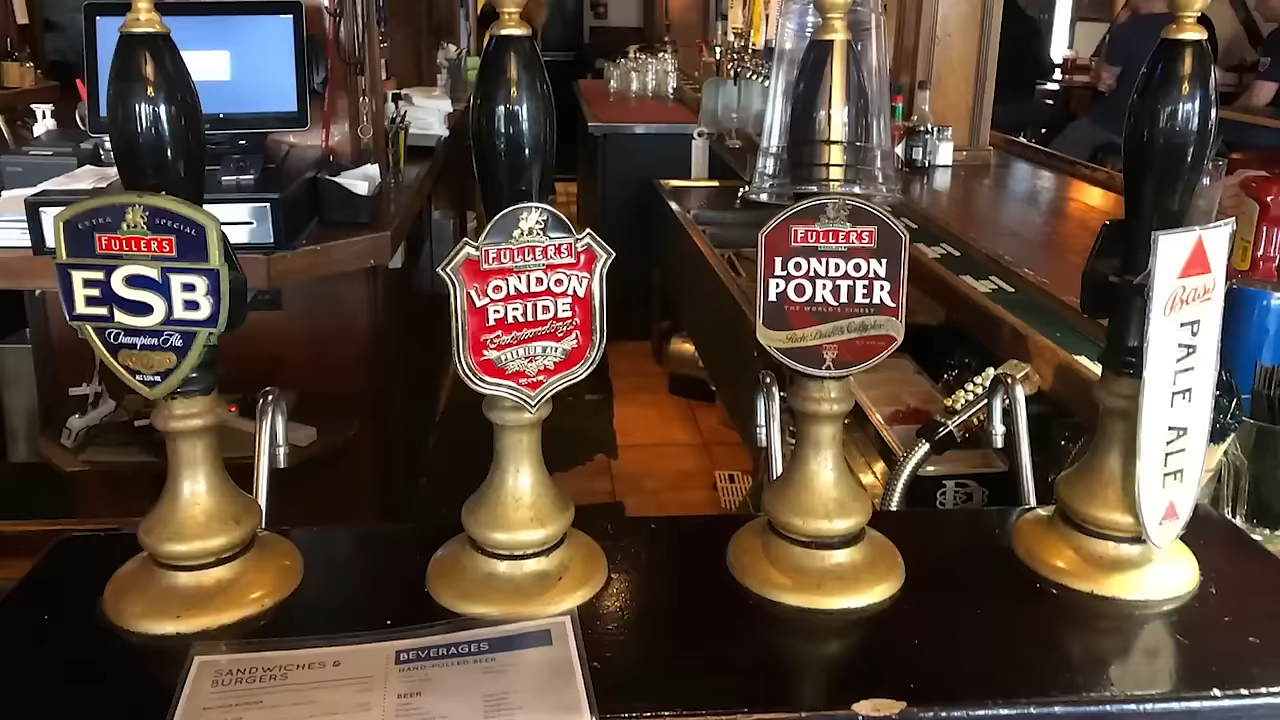 EXTRA SPECIAL
FULLER'S
ESB
Champion Ale
FULLER'S
LONDON
PRIDE
Outstanding
PREMIUM ALE
FULLER'S
LONDON
PORTER
THE WORLD'S FINEST
Rich, Dark & Complex
Bass
PALE ALE
SANDWICHES &
BURGERS
BEVERAGES
HAND-PULLED BEER
BEER